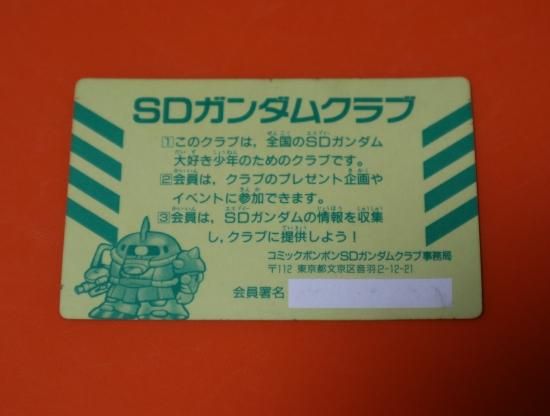 SDガンダムクラブ
1このクラブは,全国のSDガンダム
大好き少年のためのクラブです。
2会員は,クラブのプレゼント企画や
イベントに参加できます。
3会員は,SDガンダムの情報を収集
し,クラブに提供しよう!
コミックボンボンSDガンダムクラブ事務局
〒112 東京都文京区音羽2-12-21
会員署名